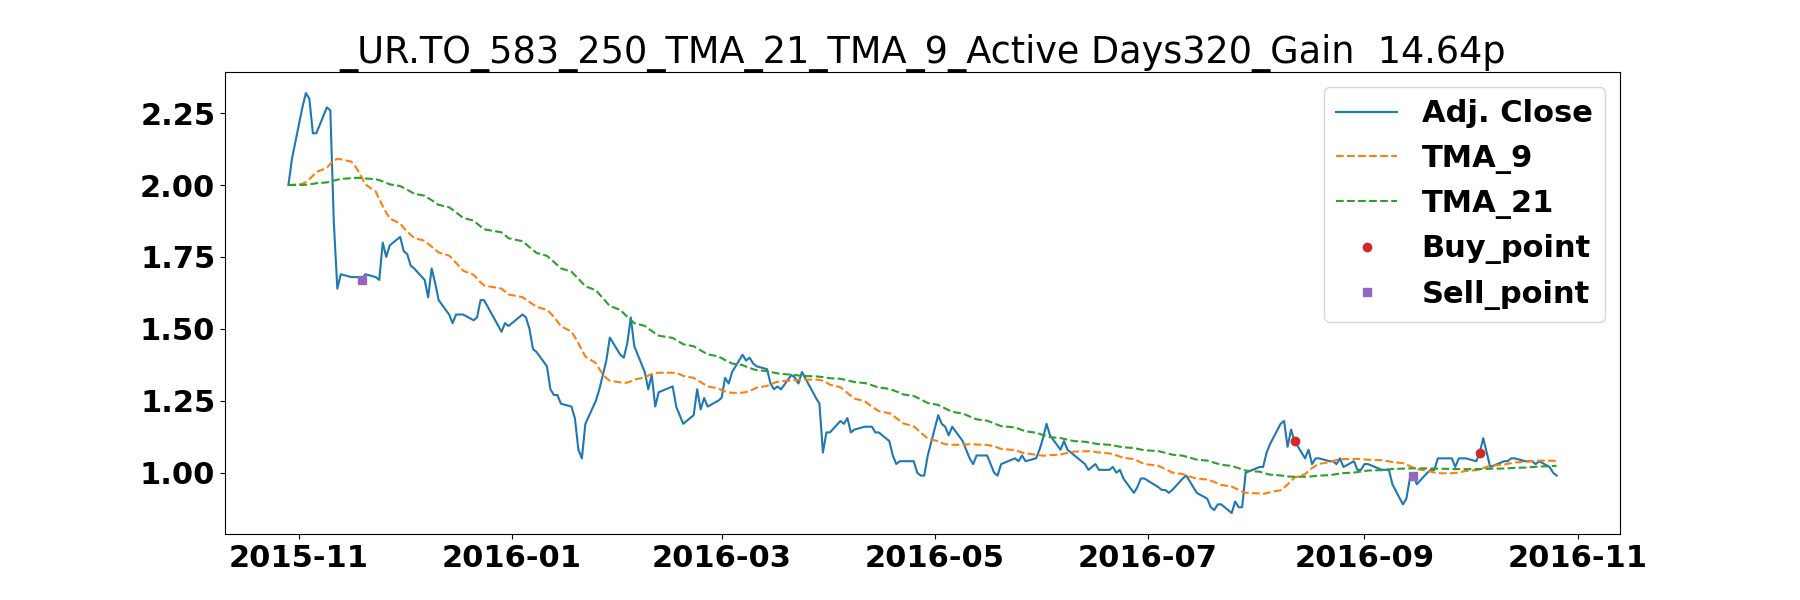 _UR.TO_583_250_TMA_21_TMA_9_Active Days320_Gain  14.64p
2.25
2.00
1.75
1.50
1.25
1.00
Adj. Close
TMA_9
TMA_21
Buy_point
Sell_point
2015-11 2016-01 2016-03 2016-05 2016-07 2016-09 2016-11